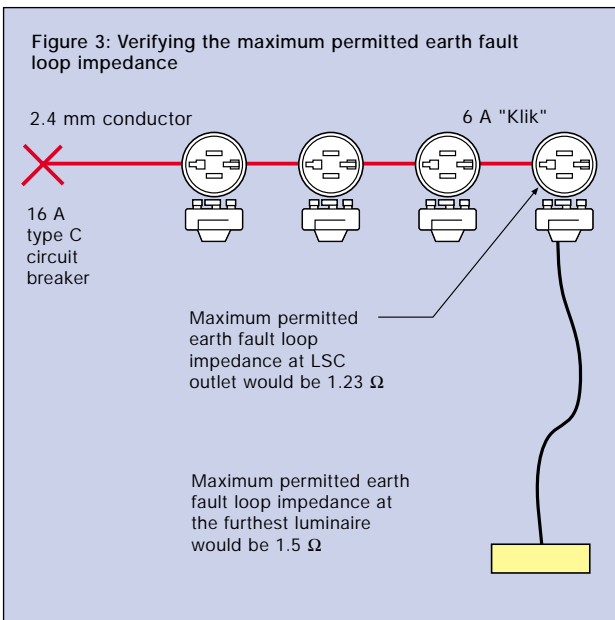 Figure 3: Verifying the maximum permitted earth fault
loop impedance
2.4 mm conductor
6 A "Klik"
16 A
type C
circuit
breaker
Maximum permitted
earth fault loop
impedance at LSC
outlet would be 1.23 Ω
Maximum permitted earth
fault loop impedance at
the furthest luminaire
would be 1.5 Ω